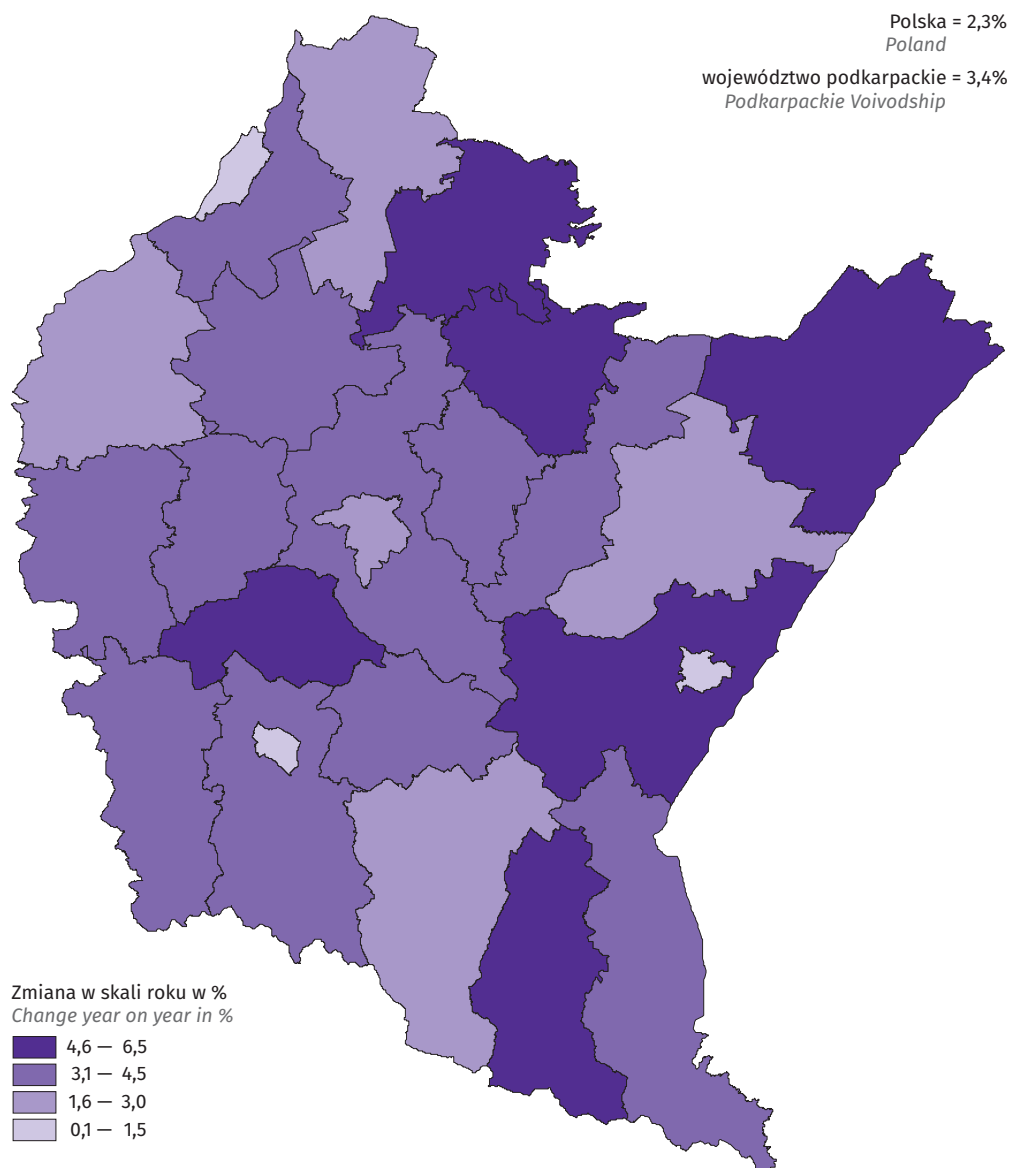 Polska = 2,3%
Poland
województwo podkarpackie = 3,4%
Podkarpackie Voivodship
Zmiana w skali roku w %
Change year on year in %
4,6 — 6,5
3,1 — 4,5
1,6 — 3,0
0,1 — 1,5